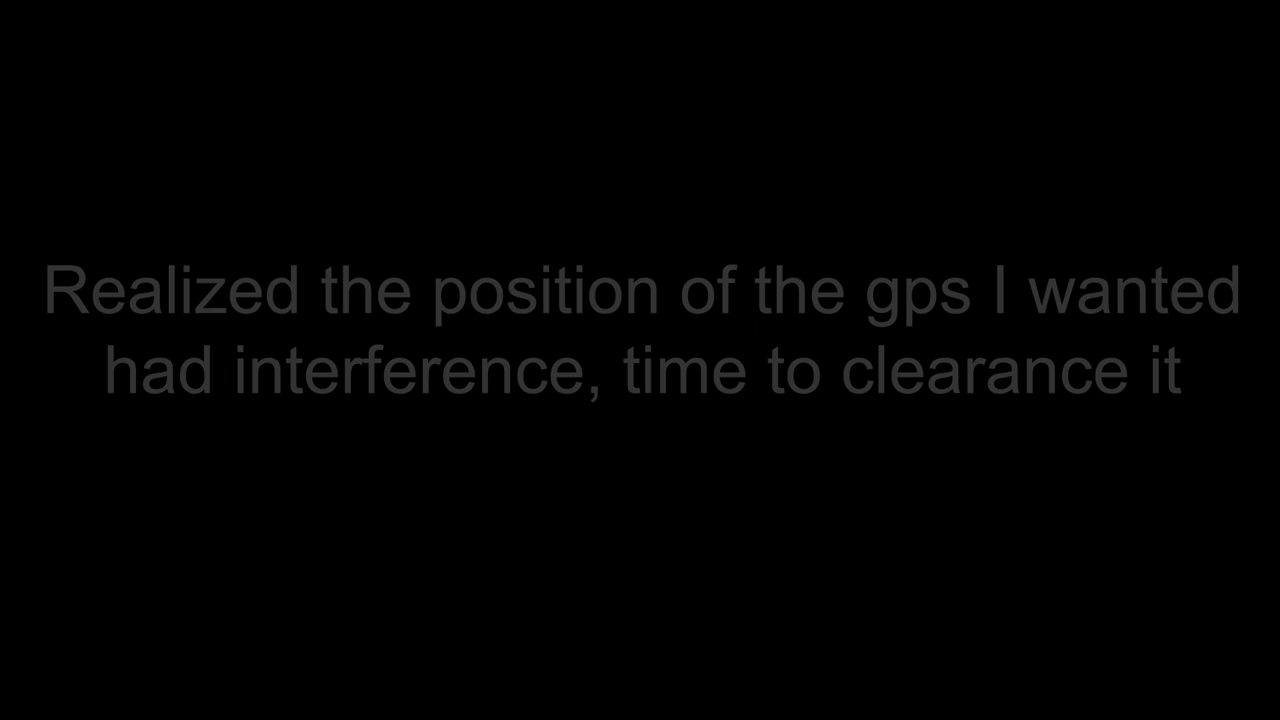 Realized the position of the gps I wanted
had interference, time to clearance it